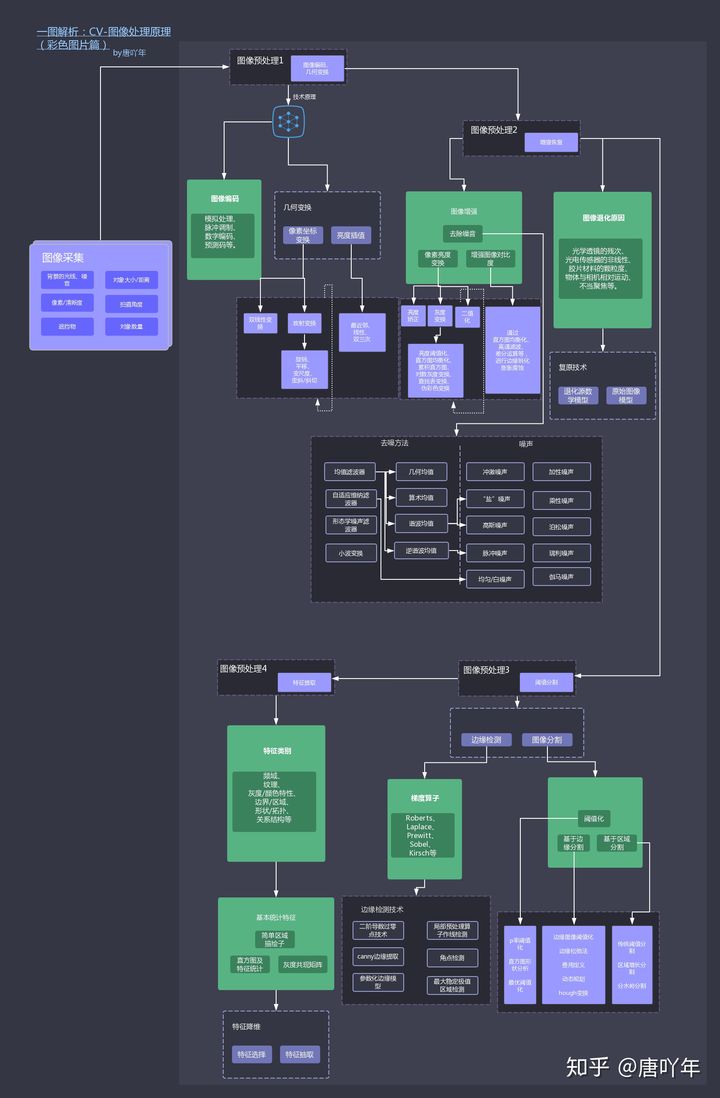 一图解析：CV-图像处理原理
（彩色图片篇）
by唐吖年
图像预处理1
图像编码、
几何变换
技术原理
图像预处理2
增强恢复
图像采集
背景的光线、噪
音
对象大小/距离
像素/清晰度
拍摄角度
遮挡物
对象数量
图像编码
模拟处理、
脉冲调制、
数字编码、
预测码等。
几何变换
像素坐标
变换
亮度插值
双线性变
频
放射变换
最近邻、
线性、
双三次
旋转、
平移、
变尺度、
歪斜/斜切
图像增强
去除噪音
像素亮度
变换
增强图像对比
度
亮度
矫正
灰度
变换
二值
化
亮度阈值化、
直方图均衡化、
累积直方图、
对数灰度变换、
查找表变换、
伪彩色变换
通过
直方图均衡化、
高通滤波、
差分运算等，
进行边缘锐化
膨胀腐蚀
图像退化原因
光学透镜的残次、
光电传感器的非线性、
胶片材料的颗粒度、
物体与相机相对运动、
不当聚焦等。
复原技术
退化源数
学模型
原始图像
模型
去噪方法
噪声
均值滤波器
几何均值
冲激噪声
加性噪声
自适应维纳滤
波器
算术均值
“盐”噪声
乘性噪声
形态学噪声滤
波器
谐波均值
高斯噪声
泊松噪声
小波变换
逆谐波均值
脉冲噪声
瑞利噪声
均匀/白噪声
伽马噪声
图像预处理4
特征提取
图像预处理3
阈值分割
边缘检测
图像分割
特征类别
频域、
纹理、
灰度/颜色特性、
边界/区域、
形状/拓扑、
关系结构等
梯度算子
Roberts、
Laplace、
Prewitt、
Sobel、
Kirsch等
阈值化
基于边
缘分割
基于区域
分割
基本统计特征
简单区域
描绘子
直方图及
特征统计
灰度共现矩阵
边缘检测技术
二阶导数过零
点技术
局部预处理算
子作线检测
canny边缘提取
角点检测
参数化边缘模
型
最大稳定极值
区域检测
p率阈值
化
直方图形
状分析
最优阈值
化
边缘图像阈值化
边缘松弛法
费用定义
动态规划
hough变换
传统阈值分
割
区域增长分
割
分水岭分割
特征降维
特征选择
特征抽取
知乎 @唐吖年